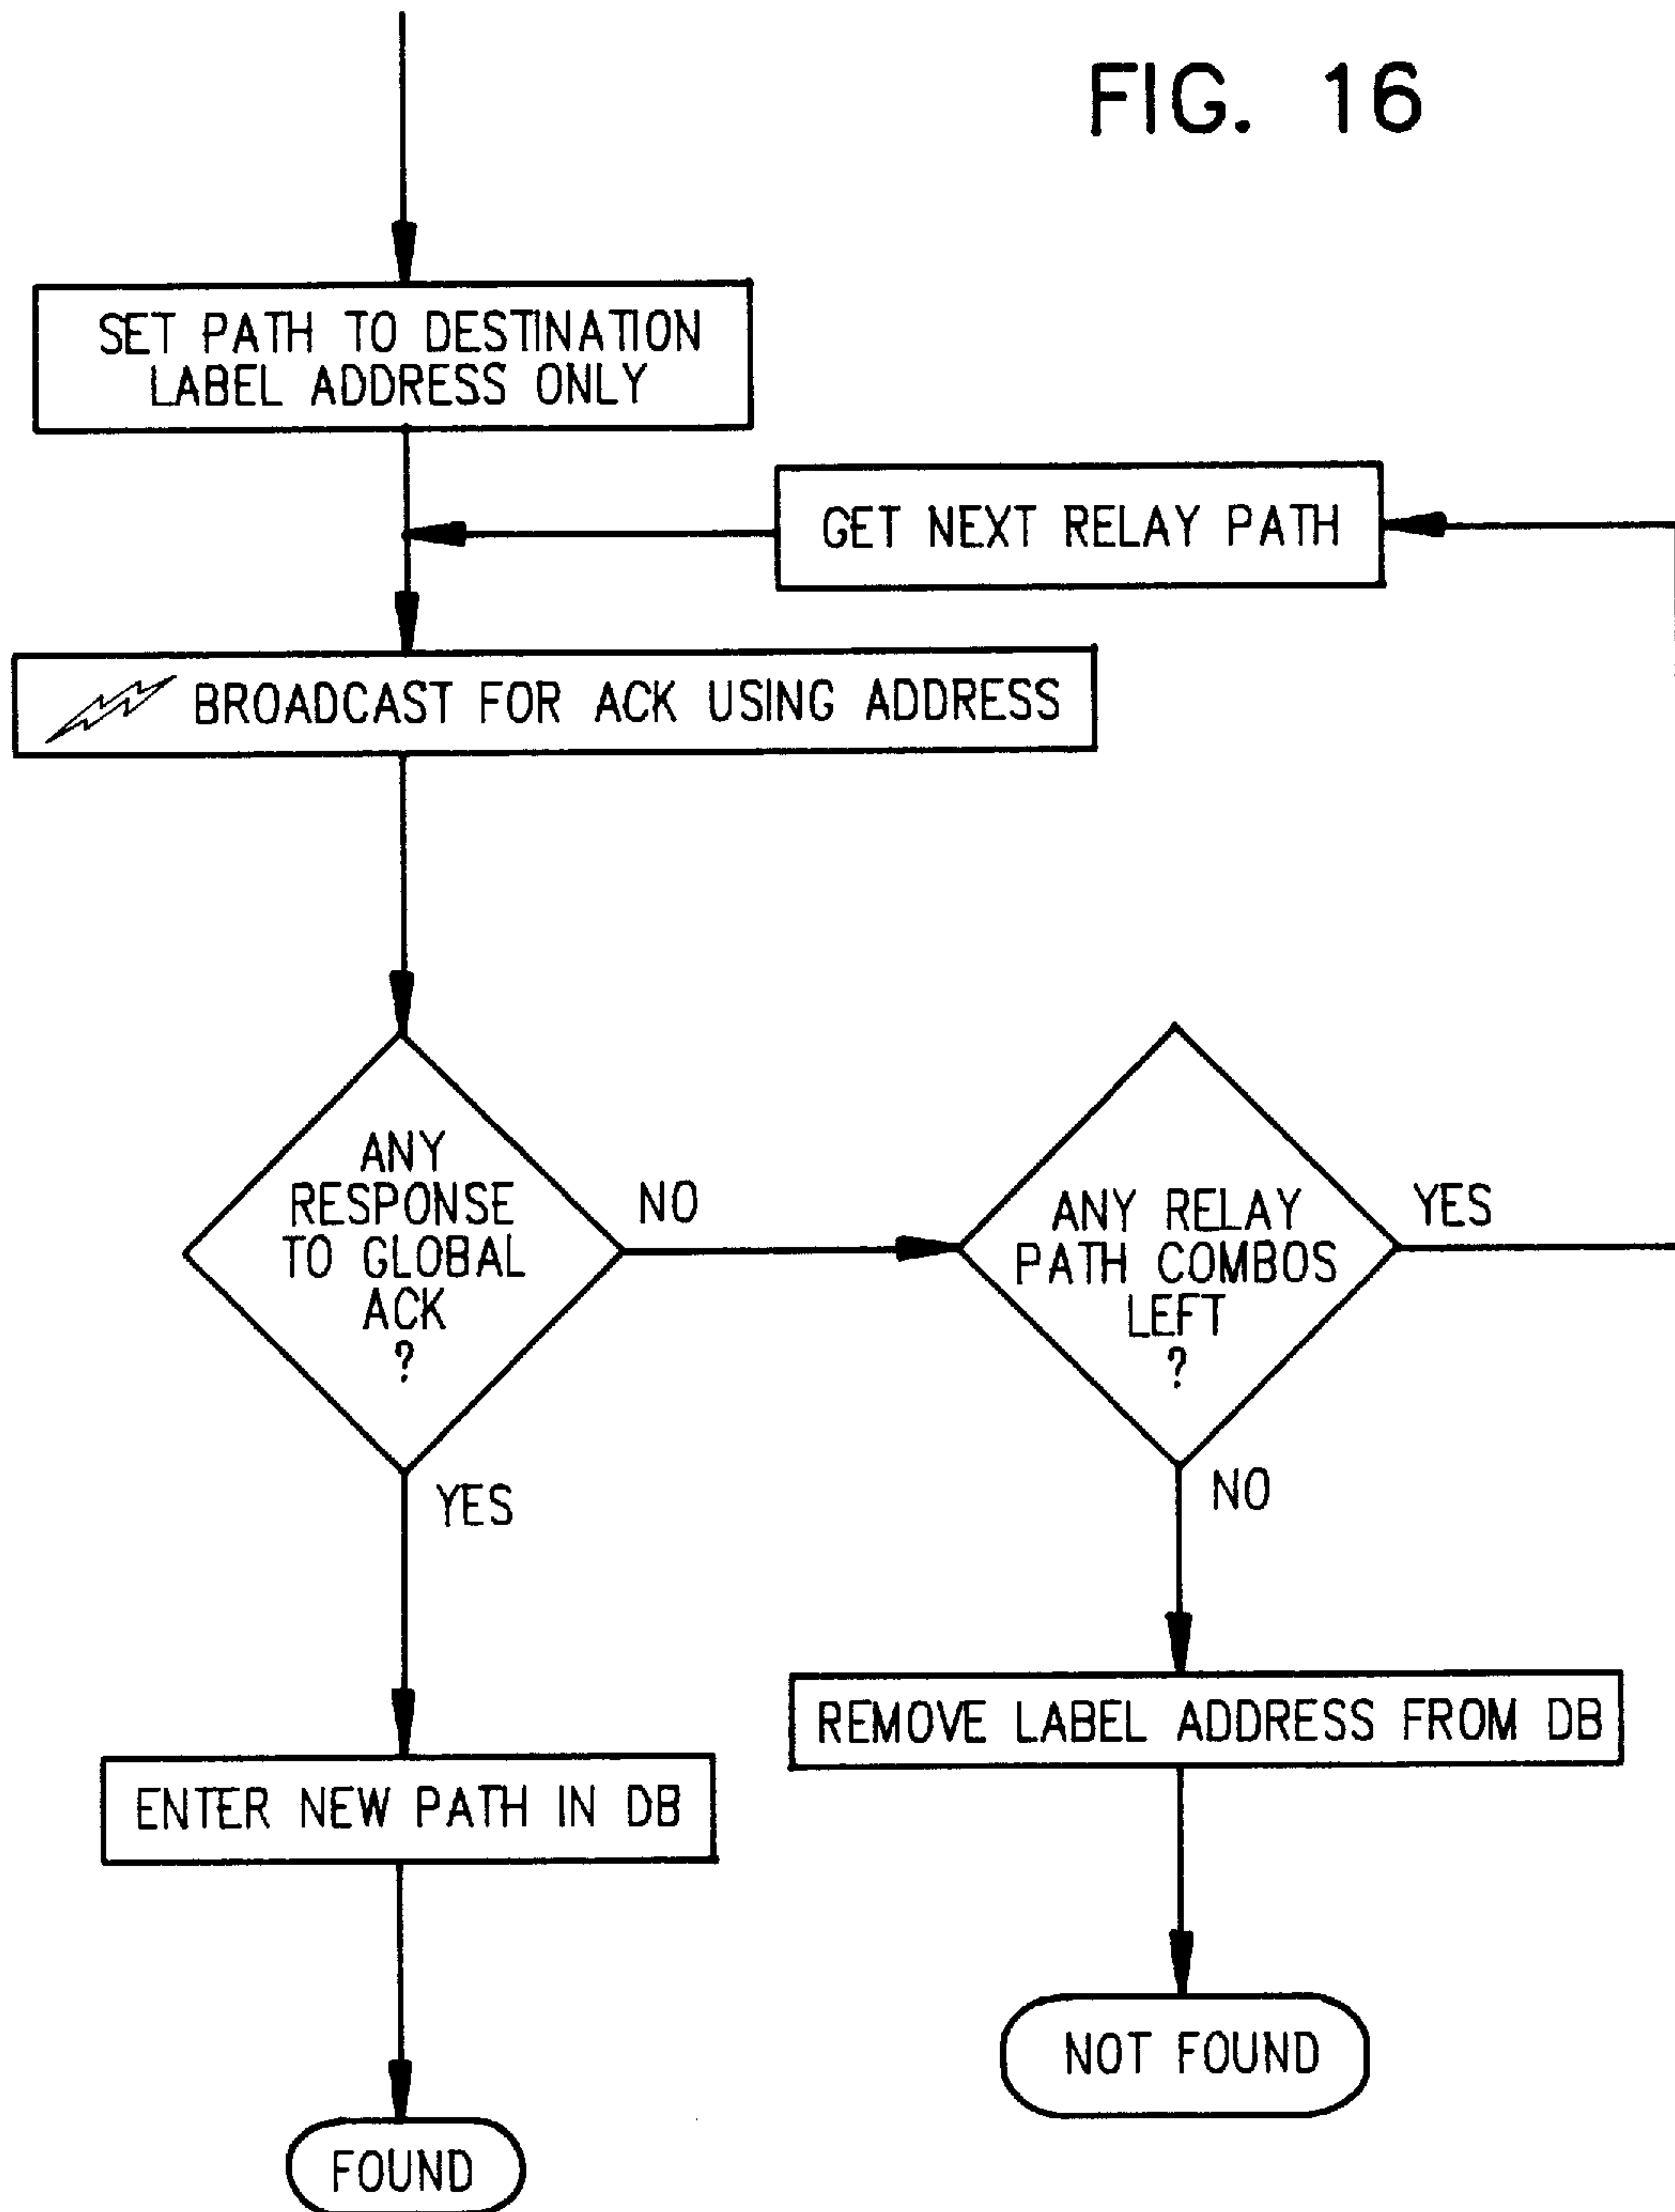 FIG. 16
SET PATH TO DESTINATION
LABEL ADDRESS ONLY
GET NEXT RELAY PATH
BROADCAST FOR ACK USING ADDRESS
ANY
RESPONSE
TO GLOBAL
ACK
?
NO
ANY RELAY
PATH COMBOS
LEFT
?
YES
YES
NO
REMOVE LABEL ADDRESS FROM DB
ENTER NEW PATH IN DB
NOT FOUND
FOUND